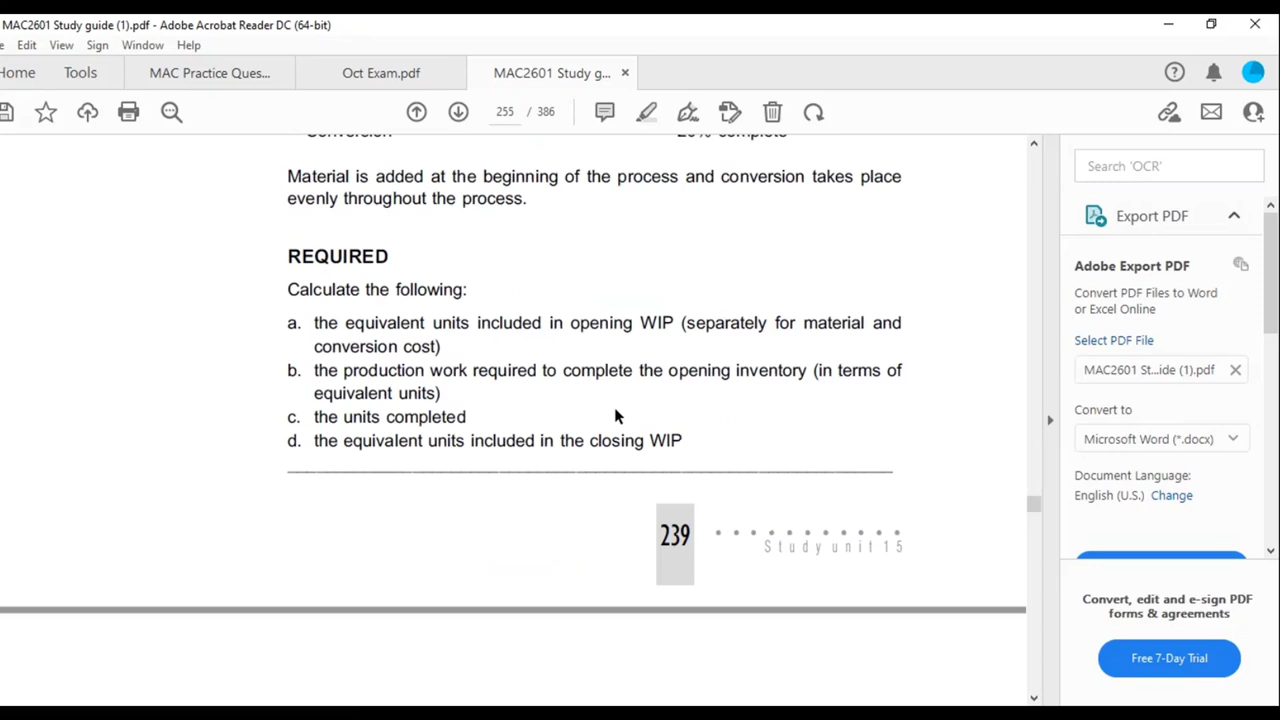 MAC2601 Study guide (1).pdf - Adobe Acrobat Reader DC (64-bit)
Edit View Sign Window Help
Home Tools MAC Practice Ques... Oct Exam.pdf MAC2601 Study g... ×
255 / 386
Conversion 20% complete
Material is added at the beginning of the process and conversion takes place
evenly throughout the process.
REQUIRED
Calculate the following:
a. the equivalent units included in opening WIP (separately for material and
conversion cost)
b. the production work required to complete the opening inventory (in terms of
equivalent units)
c. the units completed
d. the equivalent units included in the closing WIP
239
Study unit 15
Search 'OCR'
Export PDF
Adobe Export PDF
Convert PDF Files to Word
or Excel Online
Select PDF File
MAC2601 St...ide (1).pdf
Convert to
Microsoft Word (*.docx)
Document Language:
English (U.S.) Change
Convert, edit and e-sign PDF
forms & agreements
Free 7-Day Trial